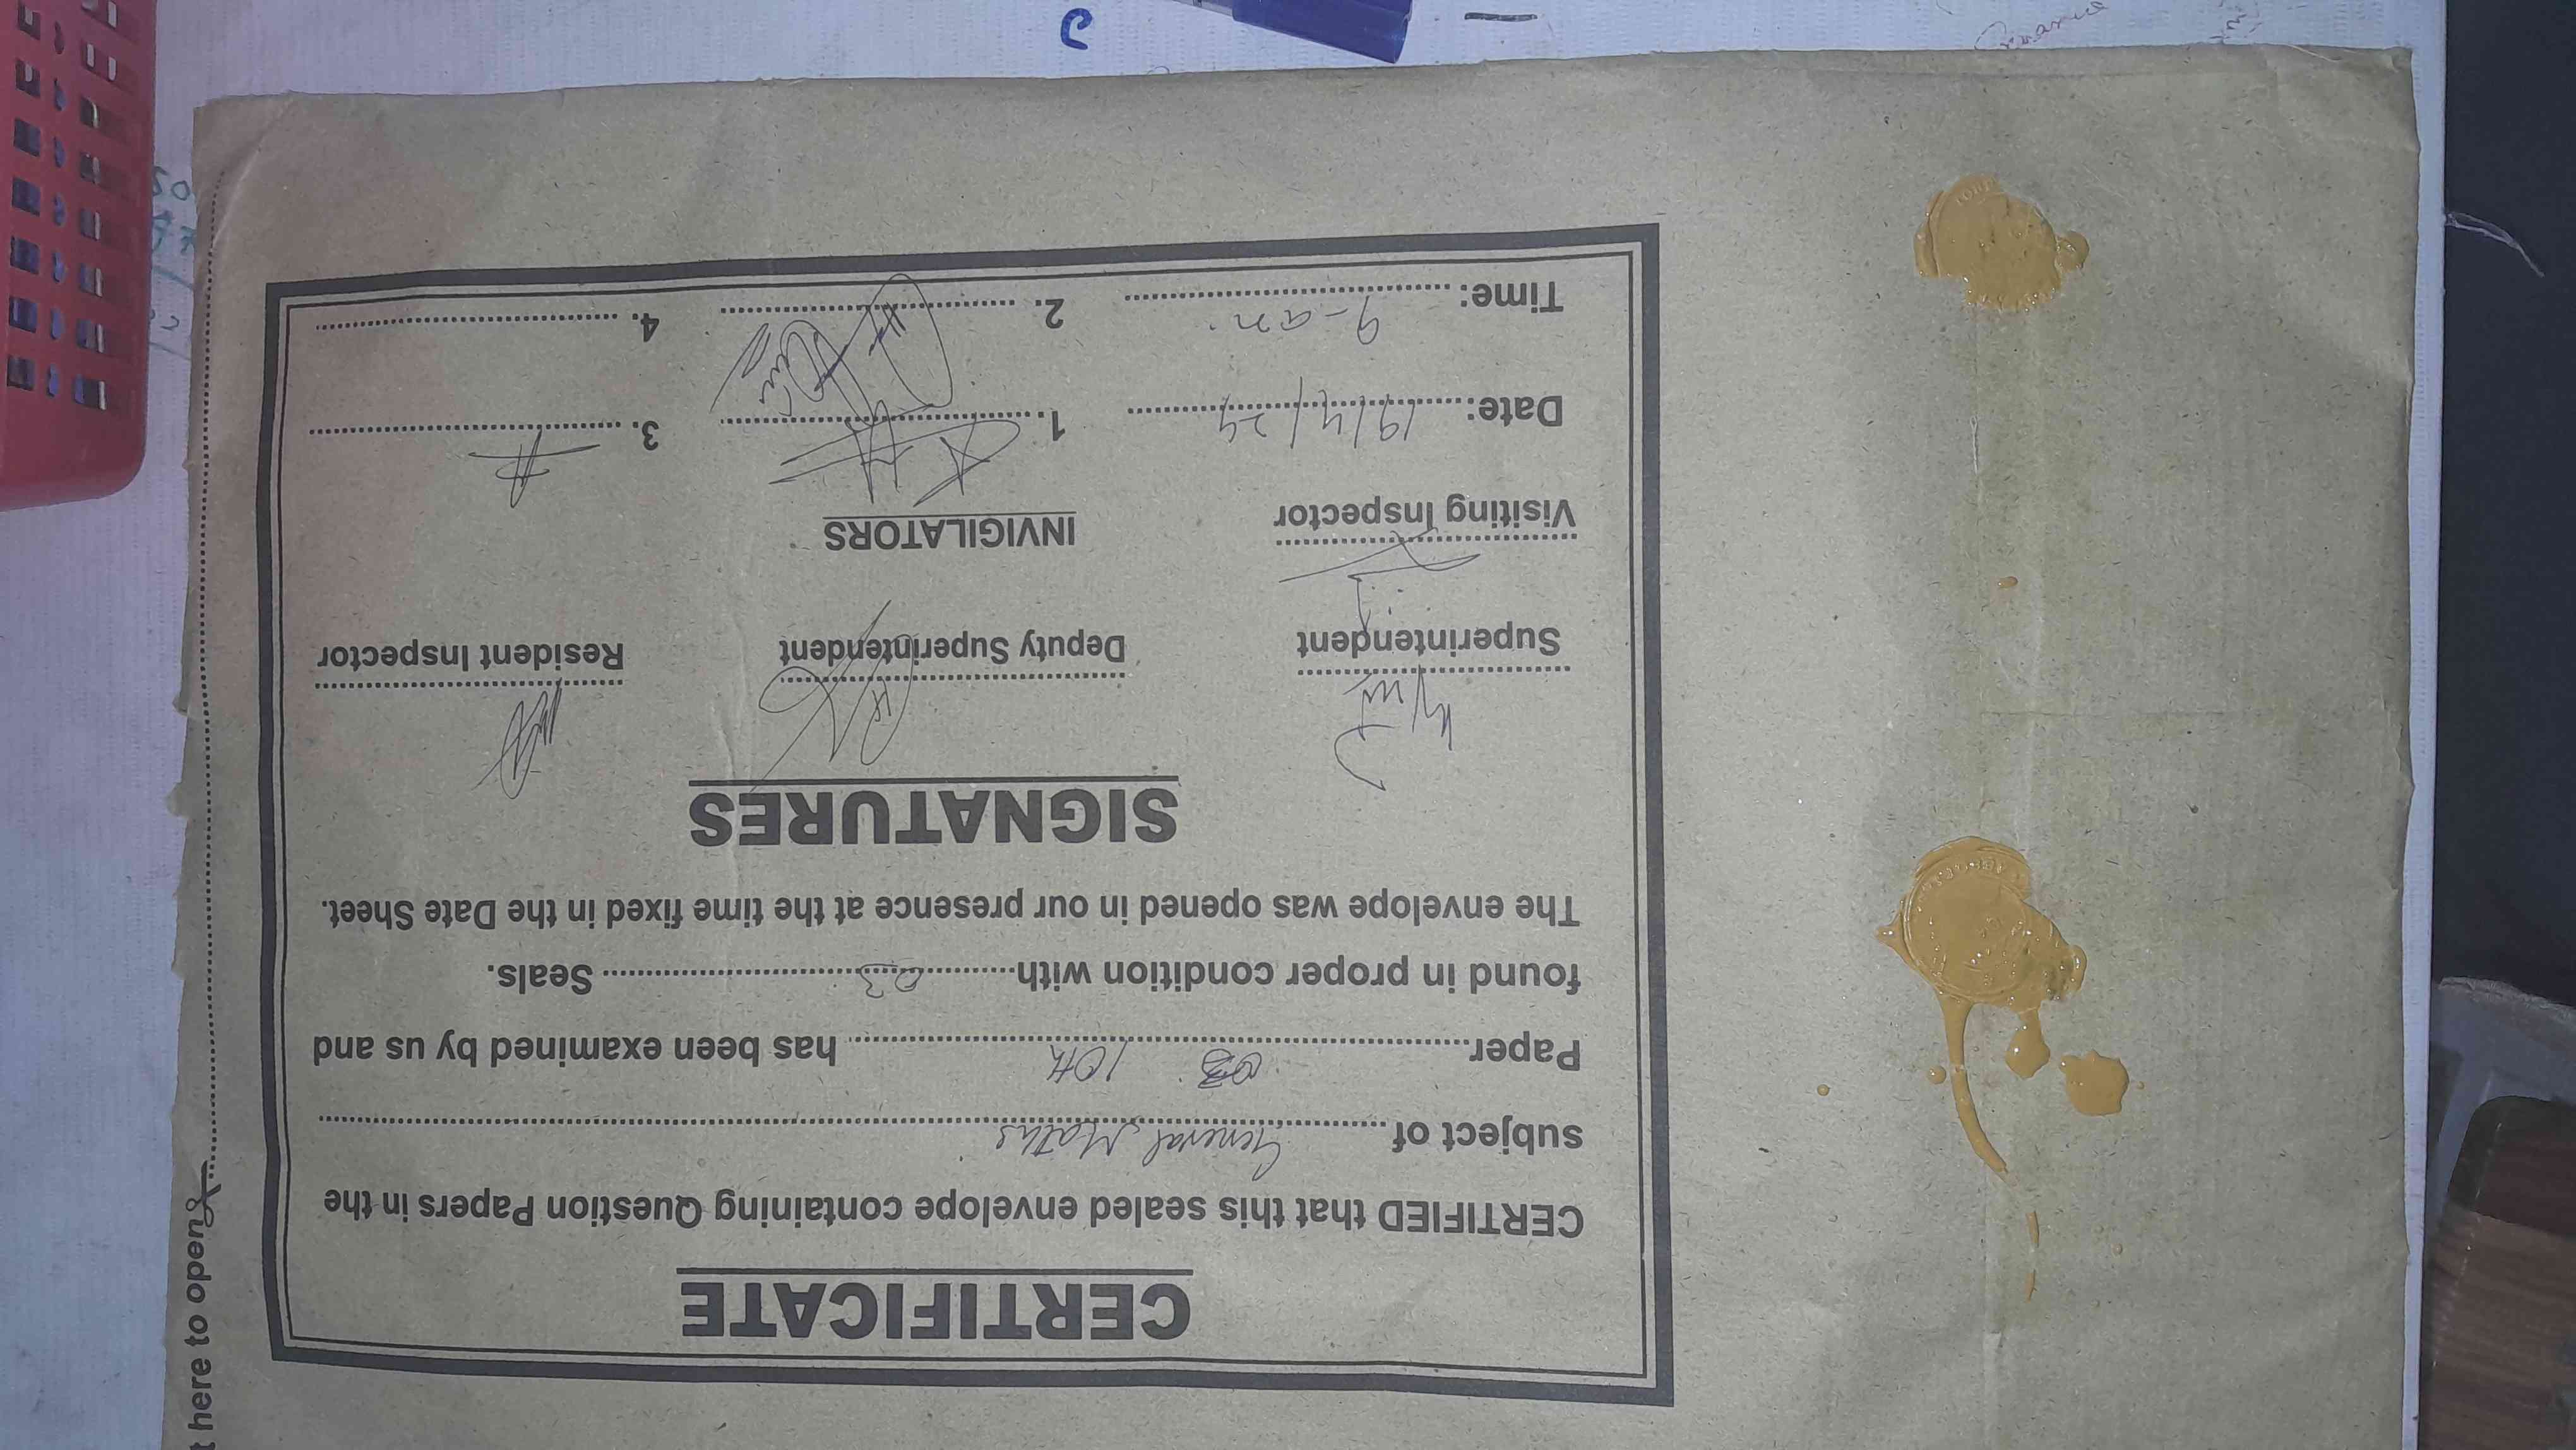 CERTIFICATE
CERTIFIED that this sealed envelope containing Question Papers in the
subject of General Maths
Paper 03 10th has been examined by us and
found in proper condition with 03 Seals.
The envelope was opened in our presence at the time fixed in the Date Sheet.
SIGNATURES
Superintendent Deputy Superintendent Resident Inspector
Visiting Inspector INVIGILATORS
Date: 19/4/24 1. 3.
Time: 9-am 2. 4.
here to open